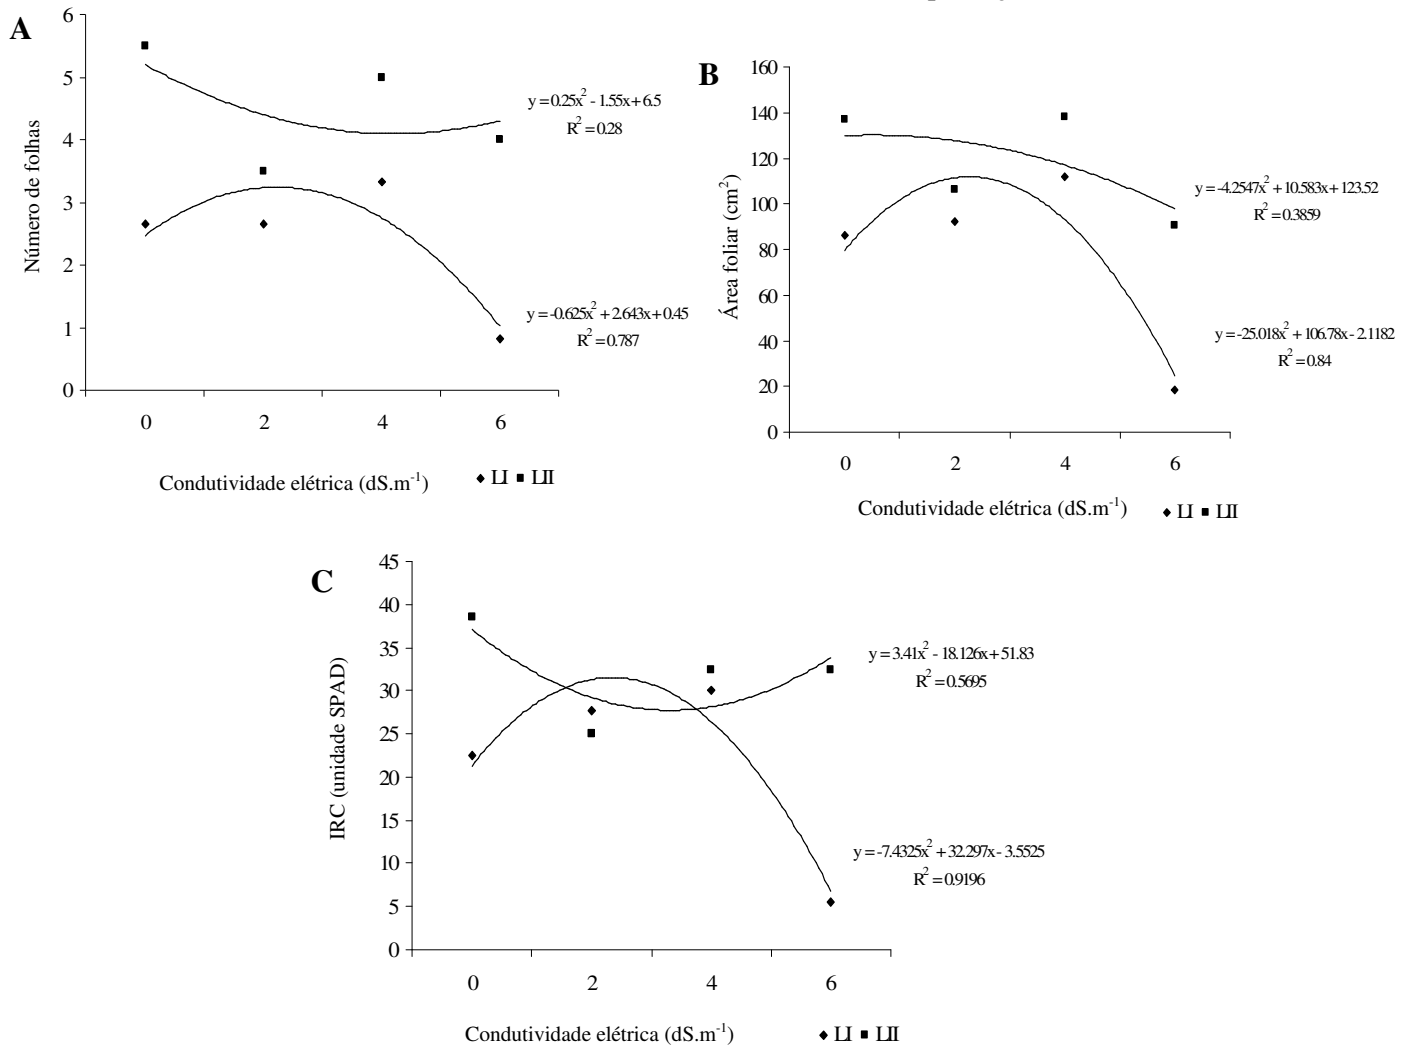 A
6
5
4
3
2
1
0
Número de folhas
y = 0.25x² - 1.55x + 6.5
R² = 0.28
y = -0.625x² + 2.643x + 0.45
R² = 0.787
0 2 4 6
Condutividade elétrica (dS.m⁻¹)
LI LII
B
160
140
120
100
80
60
40
20
0
Área foliar (cm²)
y = -4.2547x² + 10.583x + 123.52
R² = 0.3859
y = -25.018x² + 106.78x - 2.1182
R² = 0.84
0 2 4 6
Condutividade elétrica (dS.m⁻¹)
LI LII
C
45
40
35
30
25
20
15
10
5
0
IRC (unidade SPAD)
y = 3.41x² - 18.126x + 51.83
R² = 0.5695
y = -7.4325x² + 32.297x - 3.5525
R² = 0.9196
0 2 4 6
Condutividade elétrica (dS.m⁻¹)
LI LII